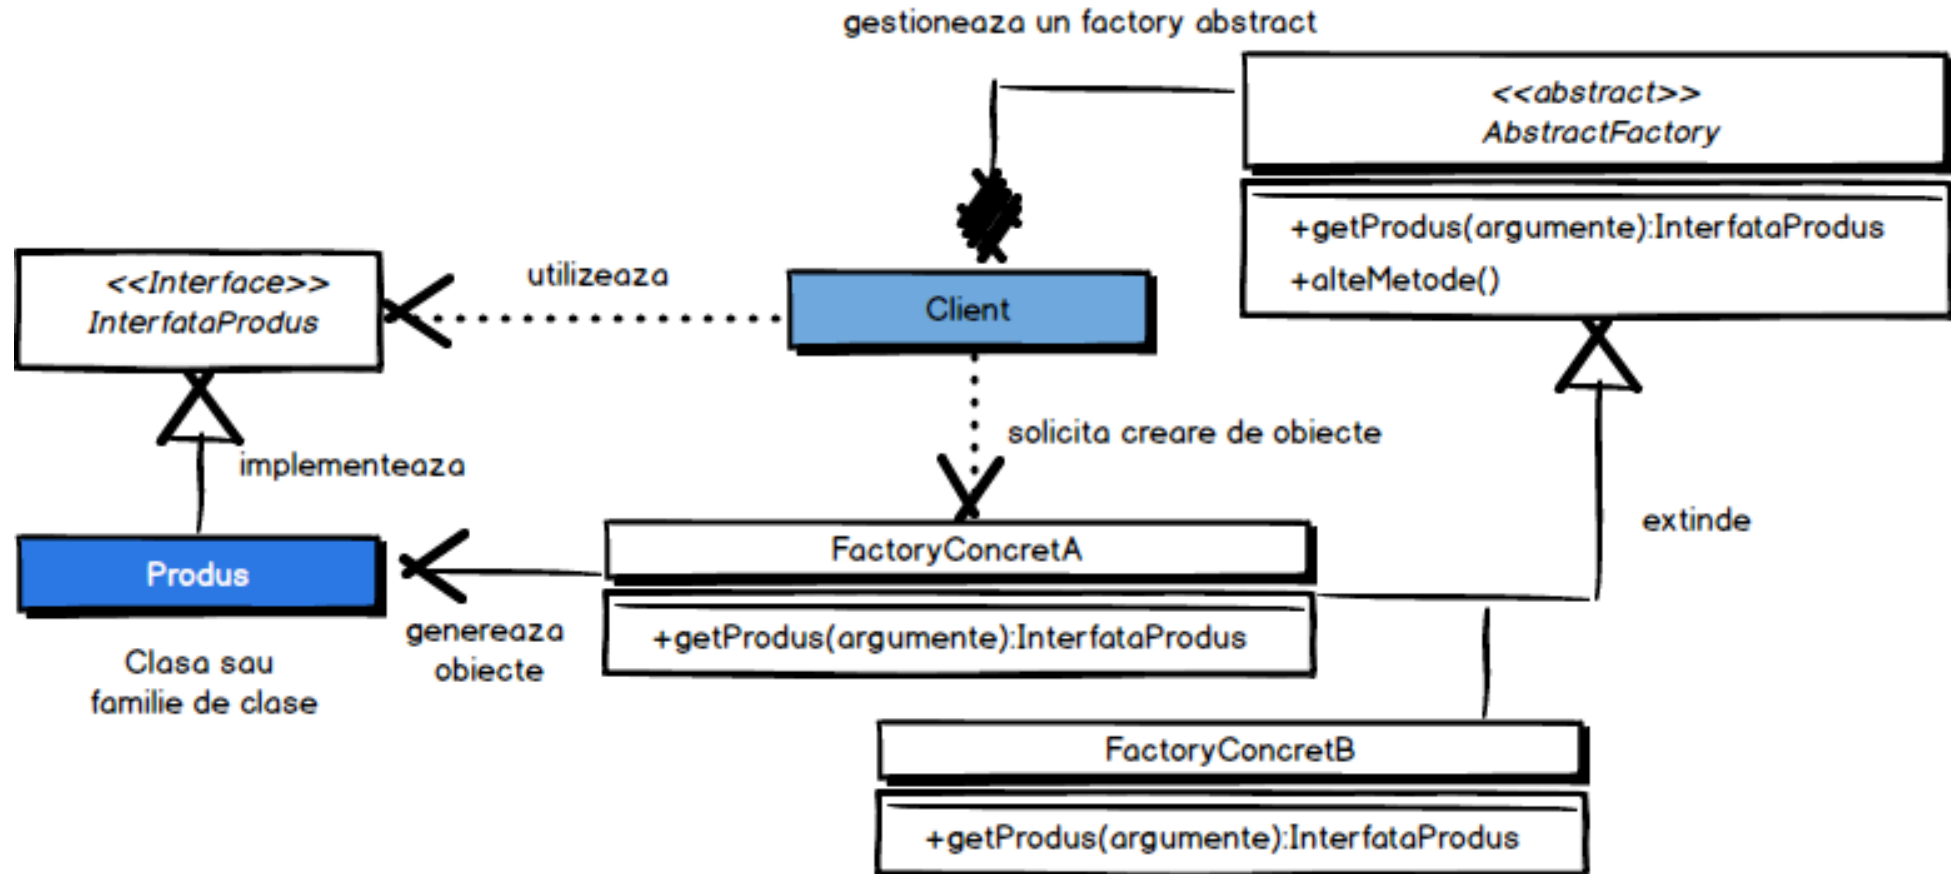 gestioneaza un factory abstract
<<abstract>>
AbstractFactory
+getProdus(argumente):InterfataProdus
+alteMetode()
<<Interface>>
InterfataProdus
utilizeaza
Client
solicita creare de obiecte
implementeaza
extinde
Produs
Clasa sau
familie de clase
genereaza
obiecte
FactoryConcretA
+getProdus(argumente):InterfataProdus
FactoryConcretB
+getProdus(argumente):InterfataProdus